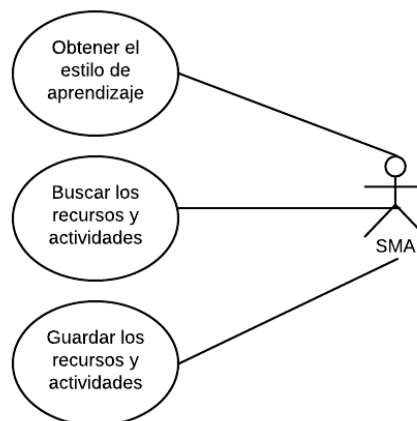 Obtener el
estilo de
aprendizaje
Buscar los
recursos y
actividades
SMA
Guardar los
recursos y
actividades